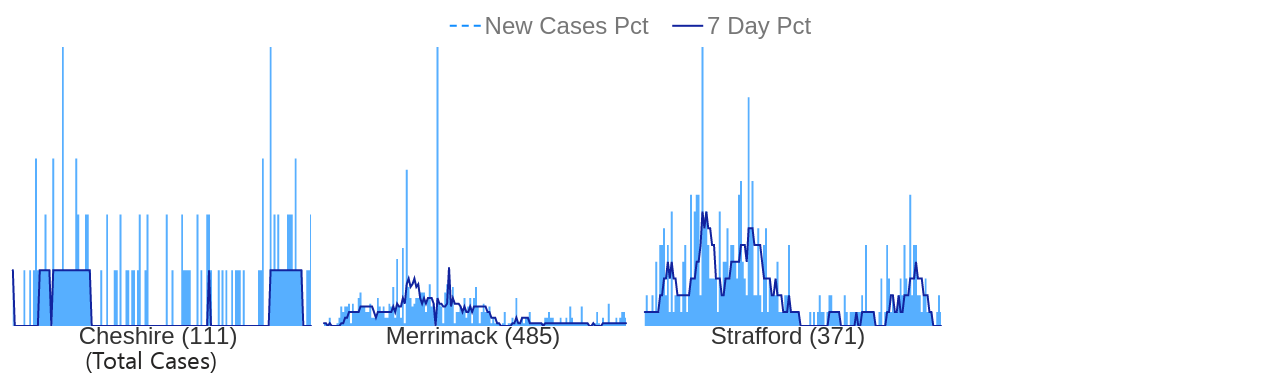 New Cases Pct 7 Day Pct
Cheshire (111) Merrimack (485) Strafford (371)
(Total Cases)